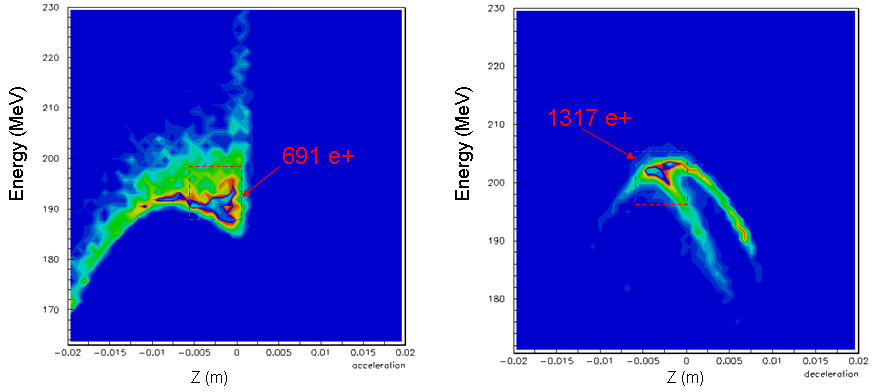 230
220
210
200
190
180
170
Energy (MeV)
691 e+
-0.02 -0.015 -0.01 -0.005 0 0.005 0.01 0.015 0.02
acceleration
Z (m)
230
220
210
200
190
180
Energy (MeV)
1317 e+
-0.02 -0.015 -0.01 -0.005 0 0.005 0.01 0.015 0.02
deceleration
Z (m)